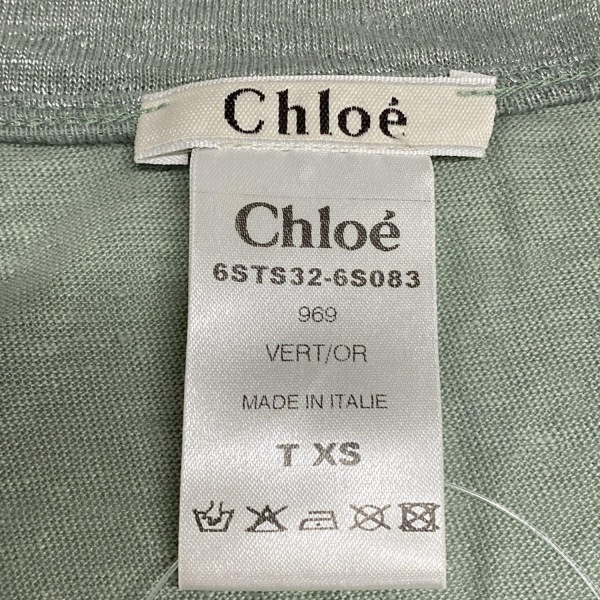 Chloé
Chloé
6STS32-6S083
969
VERT/OR
MADE IN ITALIE
T XS